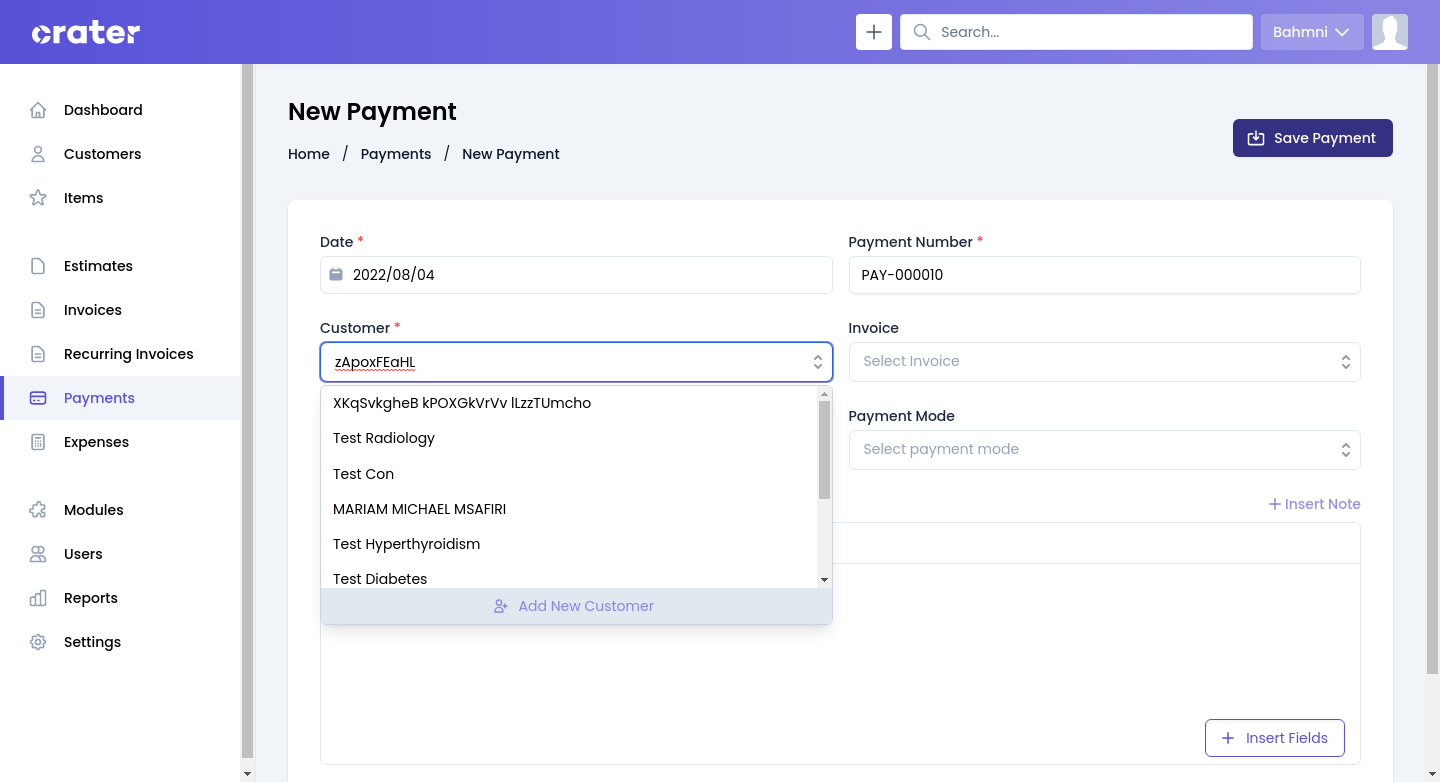 crater
Search...
Bahmni
Dashboard
Customers
Items
Estimates
Invoices
Recurring Invoices
Payments
Expenses
Modules
Users
Reports
Settings
New Payment
Home / Payments / New Payment
Save Payment
Date *
2022/08/04
Payment Number *
PAY-000010
Customer *
zApoxFEaHL
Invoice
Select Invoice
XKqSvkgheB kPOXGkVrVv lLzzTUmcho
Test Radiology
Test Con
MARIAM MICHAEL MSAFIRI
Test Hyperthyroidism
Test Diabetes
Add New Customer
Payment Mode
Select payment mode
Insert Note
Insert Fields